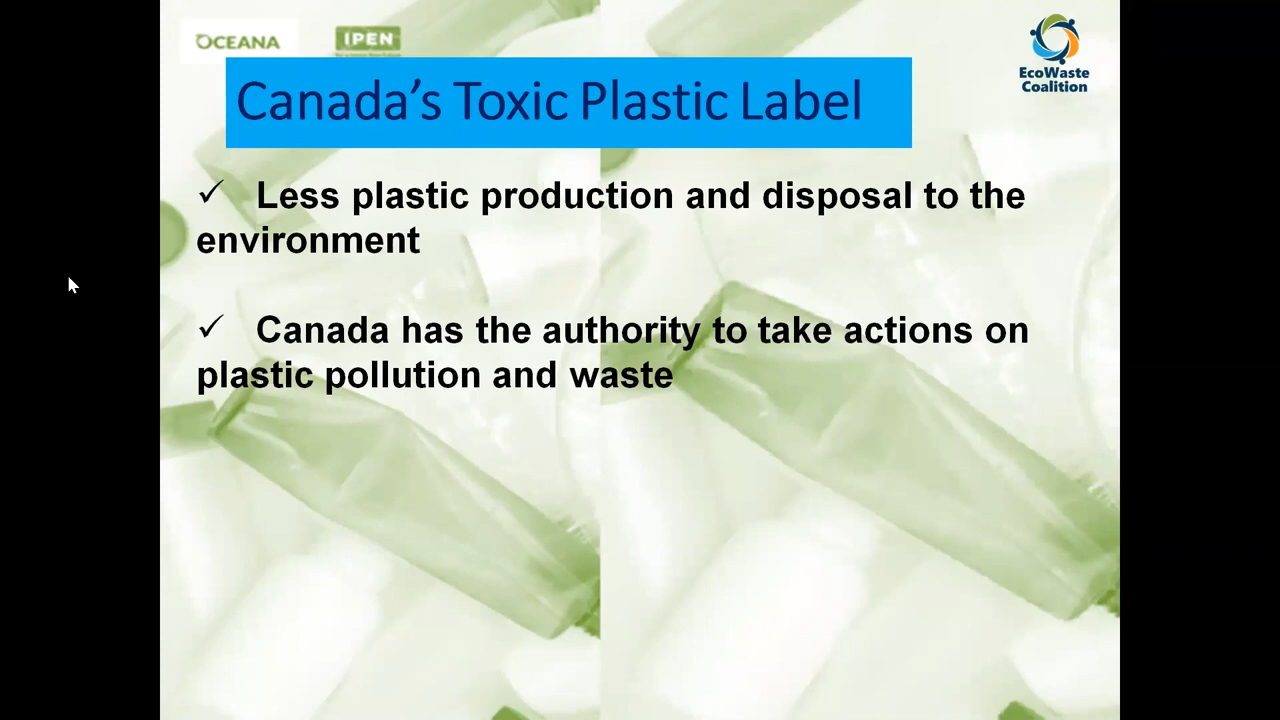 OCEANA
IPEN
EcoWaste
Coalition
Canada's Toxic Plastic Label
✓ Less plastic production and disposal to the
environment
✓ Canada has the authority to take actions on
plastic pollution and waste